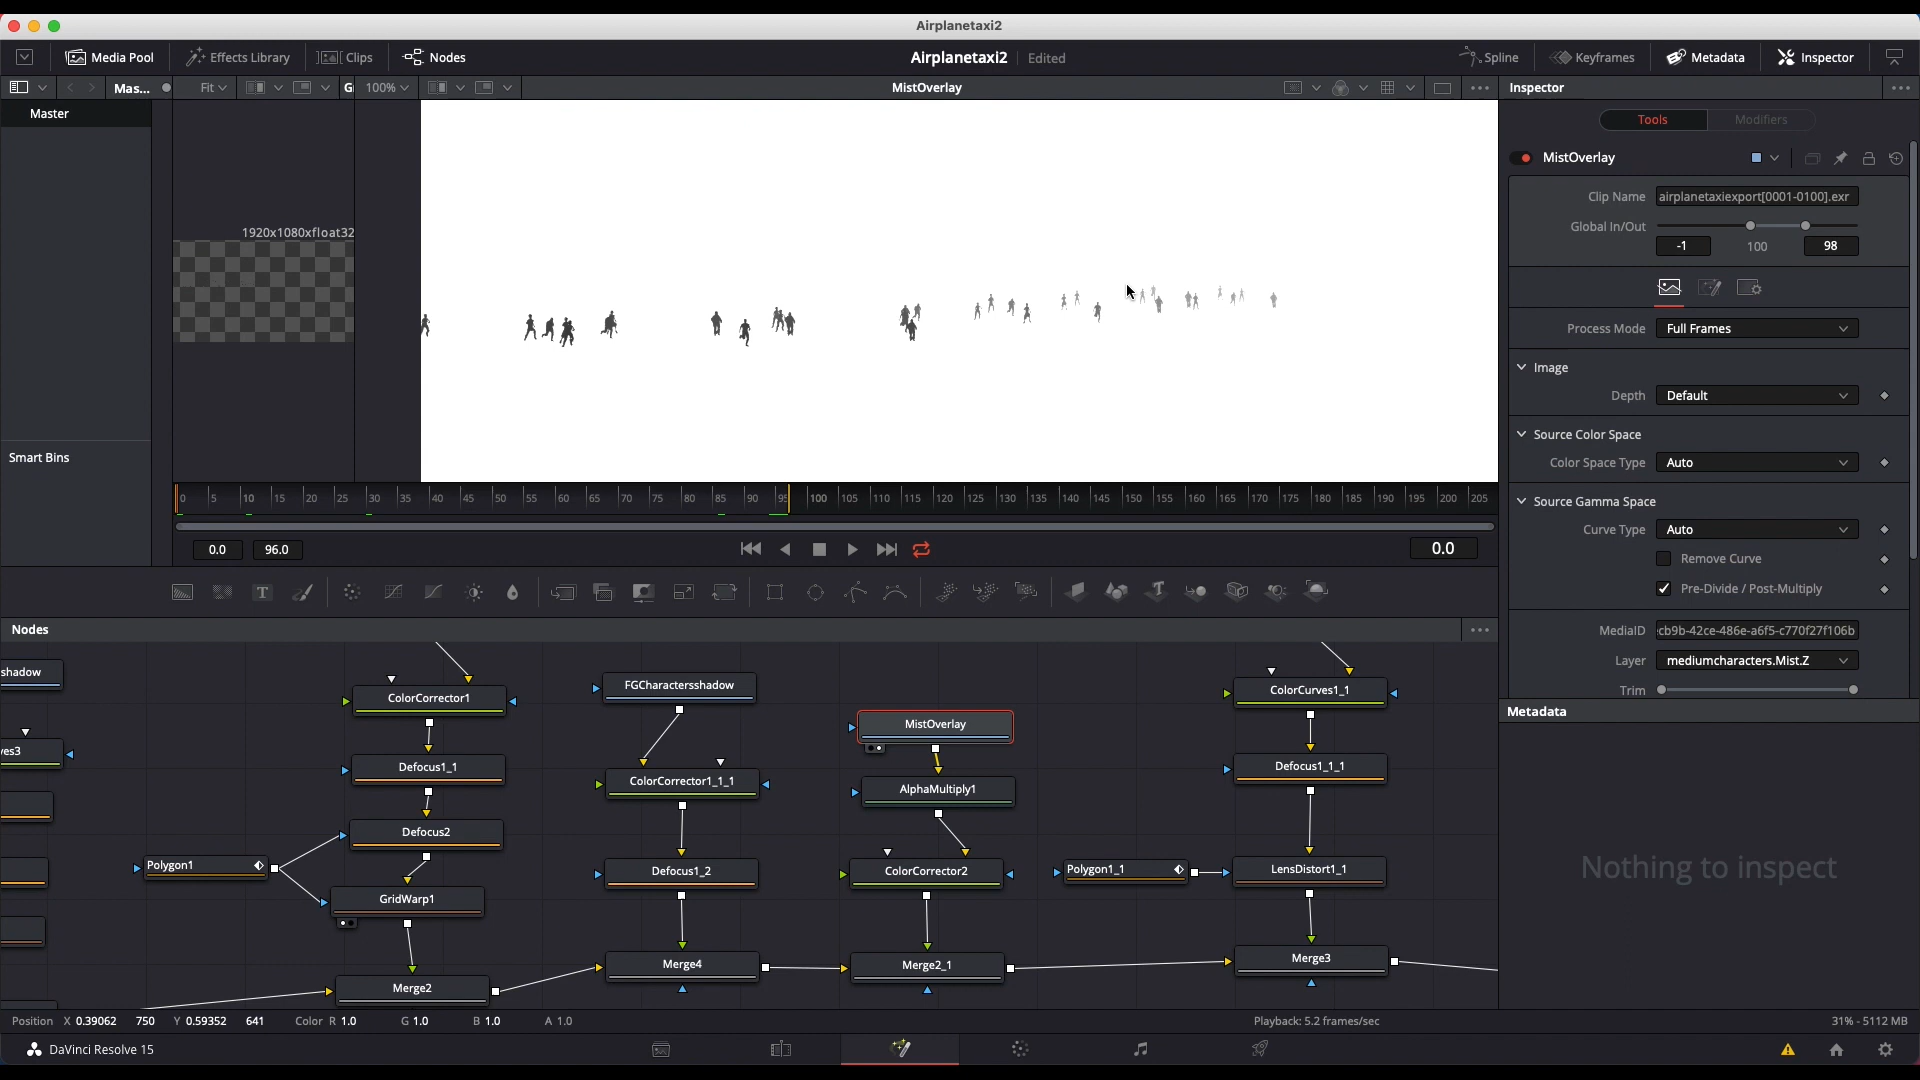 Airplanetaxi2
Media Pool
Effects Library
Clips
Nodes
Airplanetaxi2
Edited
Spline
Keyframes
Metadata
Inspector
Mas...
Fit
G
100%
MistOverlay
Inspector
Master
Tools
Modifiers
MistOverlay
Clip Name
airplanetaxiexport[0001-0100].exr
Global In/Out
-1
100
98
1920x1080xfloat32
Process Mode
Full Frames
Image
Depth
Default
Source Color Space
Color Space Type
Auto
Smart Bins
Source Gamma Space
Curve Type
Auto
Remove Curve
Pre-Divide / Post-Multiply
MediaID
cb9b-42ce-486e-a6f5-c770f27f106b
Layer
mediumcharacters.Mist.Z
Trim
0 5 10 15 20 25 30 35 40 45 50 55 60 65 70 75 80 85 90 95 100 105 110 115 120 125 130 135 140 145 150 155 160 165 170 175 180 185 190 195 200 205
0.0
96.0
0.0
T
T
Nodes
Metadata
Nothing to inspect
shadow
ColorCorrector1
FGCharactersshadow
MistOverlay
ColorCurves1_1
ves3
Defocus1_1
ColorCorrector1_1_1
AlphaMultiply1
Defocus1_1_1
Defocus2
Polygon1
Defocus1_2
ColorCorrector2
Polygon1_1
LensDistort1_1
GridWarp1
Merge2
Merge4
Merge2_1
Merge3
Position X 0.39062 750 Y 0.59352 641 Color R 1.0 G 1.0 B 1.0 A 1.0
Playback: 5.2 frames/sec
31% - 5112 MB
DaVinci Resolve 15